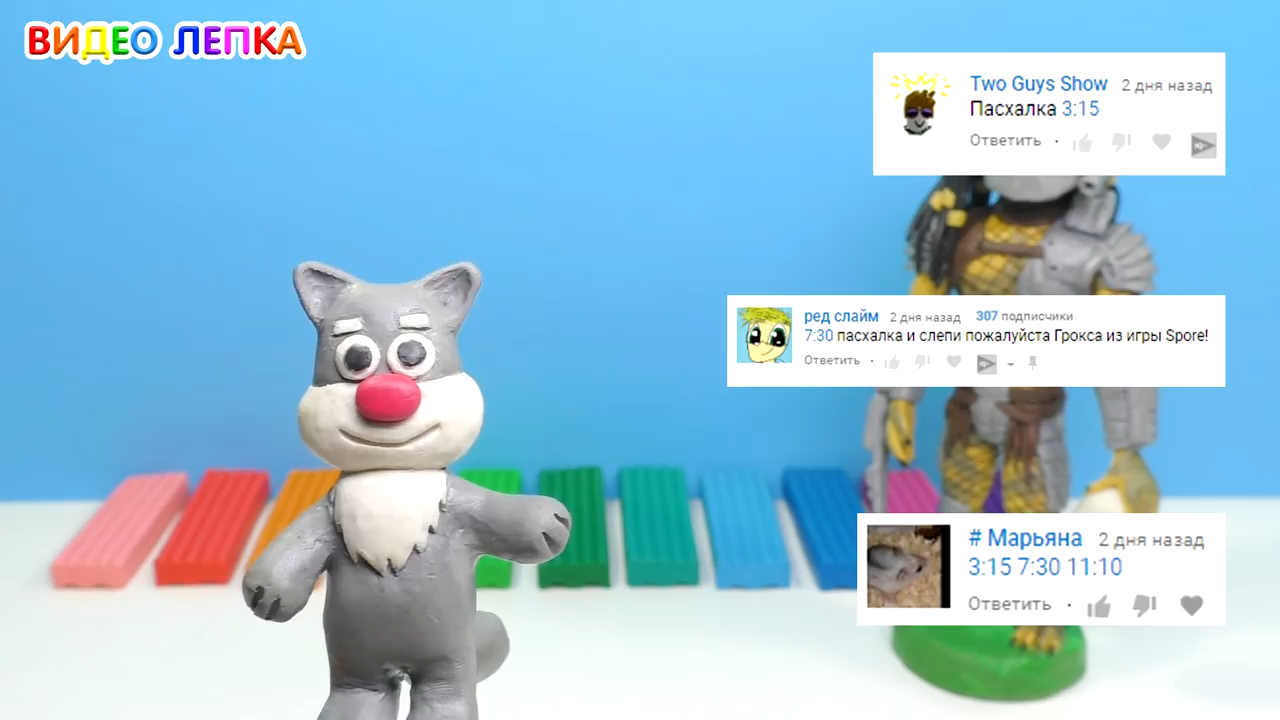 ВИДЕО ЛЕПКА
Two Guys Show 2 дня назад
Пасхалка 3:15
Ответить ·
ред слайм 2 дня назад 307 подписчики
7:30 пасхалка и слепи пожалуйста Грокса из игры Spore!
Ответить ·
# Марьяна 2 дня назад
3:15 7:30 11:10
Ответить ·